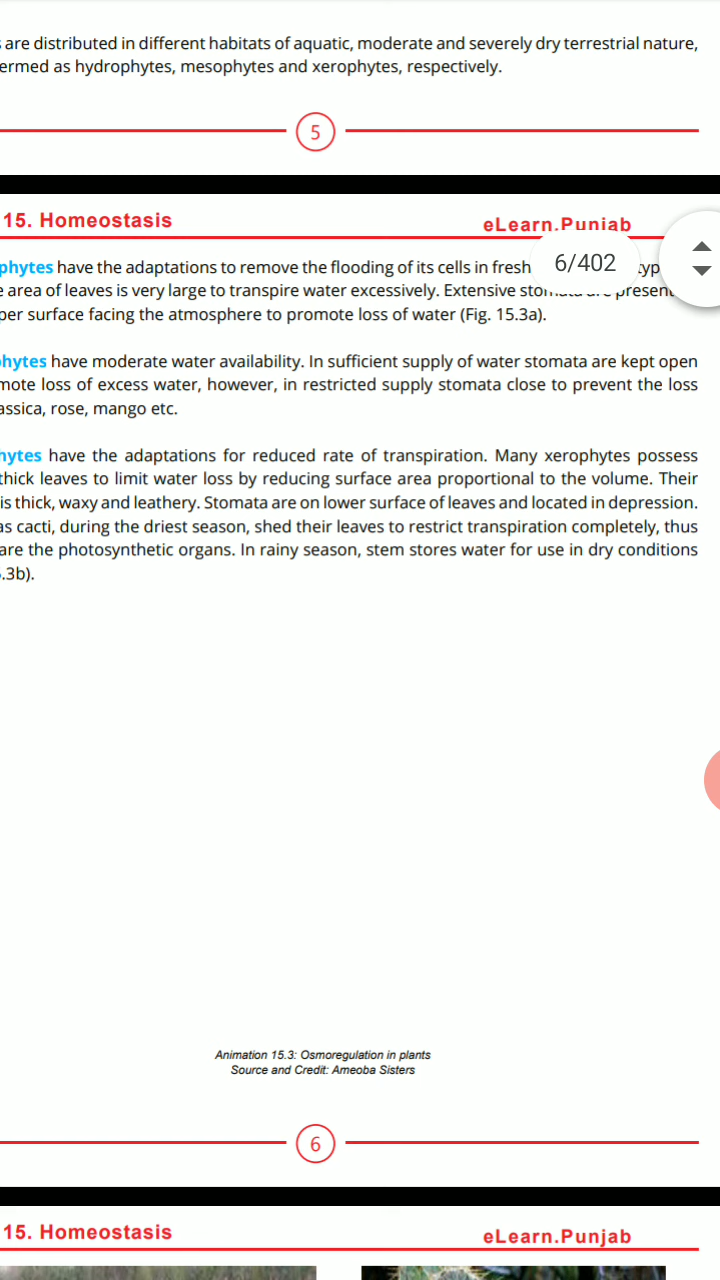 are distributed in different habitats of aquatic, moderate and severely dry terrestrial nature,
ermed as hydrophytes, mesophytes and xerophytes, respectively.
5
15. Homeostasis
eLearn.Punjab
6/402
phytes have the adaptations to remove the flooding of its cells in fresh typ
e area of leaves is very large to transpire water excessively. Extensive present
per surface facing the atmosphere to promote loss of water (Fig. 15.3a).
hytes have moderate water availability. In sufficient supply of water stomata are kept open
mote loss of excess water, however, in restricted supply stomata close to prevent the loss
assica, rose, mango etc.
hytes have the adaptations for reduced rate of transpiration. Many xerophytes possess
thick leaves to limit water loss by reducing surface area proportional to the volume. Their
is thick, waxy and leathery. Stomata are on lower surface of leaves and located in depression.
as cacti, during the driest season, shed their leaves to restrict transpiration completely, thus
are the photosynthetic organs. In rainy season, stem stores water for use in dry conditions
.3b).
Animation 15.3: Osmoregulation in plants
Source and Credit: Ameoba Sisters
6
15. Homeostasis
eLearn.Punjab